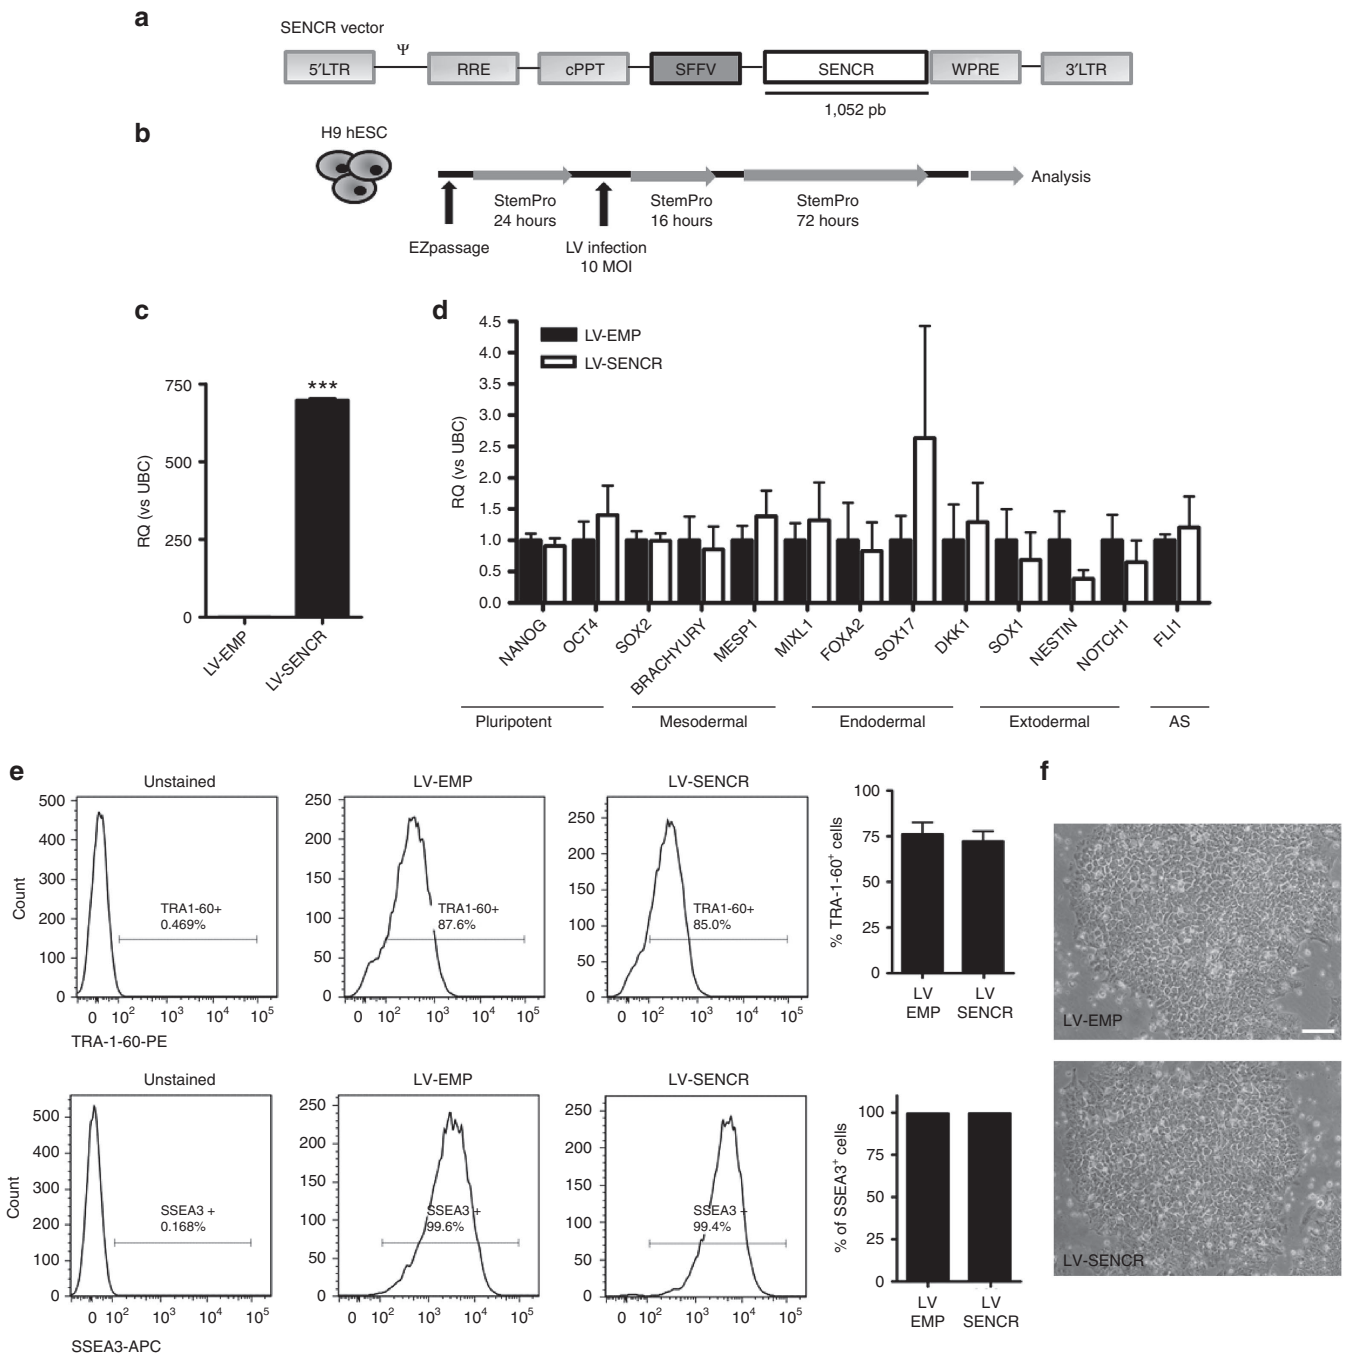 a
SENCR vector
5′LTR Ψ RRE cPPT SFFV SENCR WPRE 3′LTR
1,052 pb
b
H9 hESC
StemPro
24 hours
StemPro
16 hours
StemPro
72 hours
Analysis
EZpassage
LV infection
10 MOI
c
RQ (vs UBC)
750
500
250
0
***
LV-EMP
LV-SENCR
d
RQ (vs UBC)
4.5
4.0
3.5
3.0
2.5
2.0
1.5
1.0
0.5
0.0
LV-EMP
LV-SENCR
NANOG
OCT4
SOX2
BRACHYURY
MESP1
MIXL1
FOXA2
SOX17
DKK1
SOX1
NESTIN
NOTCH1
FLI1
Pluripotent
Mesodermal
Endodermal
Extodermal
AS
e
Unstained
Count
500
400
300
200
100
0
TRA1-60+
0.469%
0 10² 10³ 10⁴ 10⁵
TRA-1-60-PE
LV-EMP
250
200
150
100
50
0
TRA1-60+
87.6%
0 10² 10³ 10⁴ 10⁵
LV-SENCR
250
200
150
100
50
0
TRA1-60+
85.0%
0 10² 10³ 10⁴ 10⁵
% TRA-1-60⁺ cells
100
75
50
25
0
LV
EMP
LV
SENCR
Unstained
Count
500
400
300
200
100
0
SSEA3 +
0.168%
0 10² 10³ 10⁴ 10⁵
SSEA3-APC
LV-EMP
250
200
150
100
50
0
SSEA3 +
99.6%
0 10² 10³ 10⁴ 10⁵
LV-SENCR
250
200
150
100
50
0
SSEA3 +
99.4%
0 10² 10³ 10⁴ 10⁵
% of SSEA3⁺ cells
100
75
50
25
0
LV
EMP
LV
SENCR
f
LV-EMP
LV-SENCR